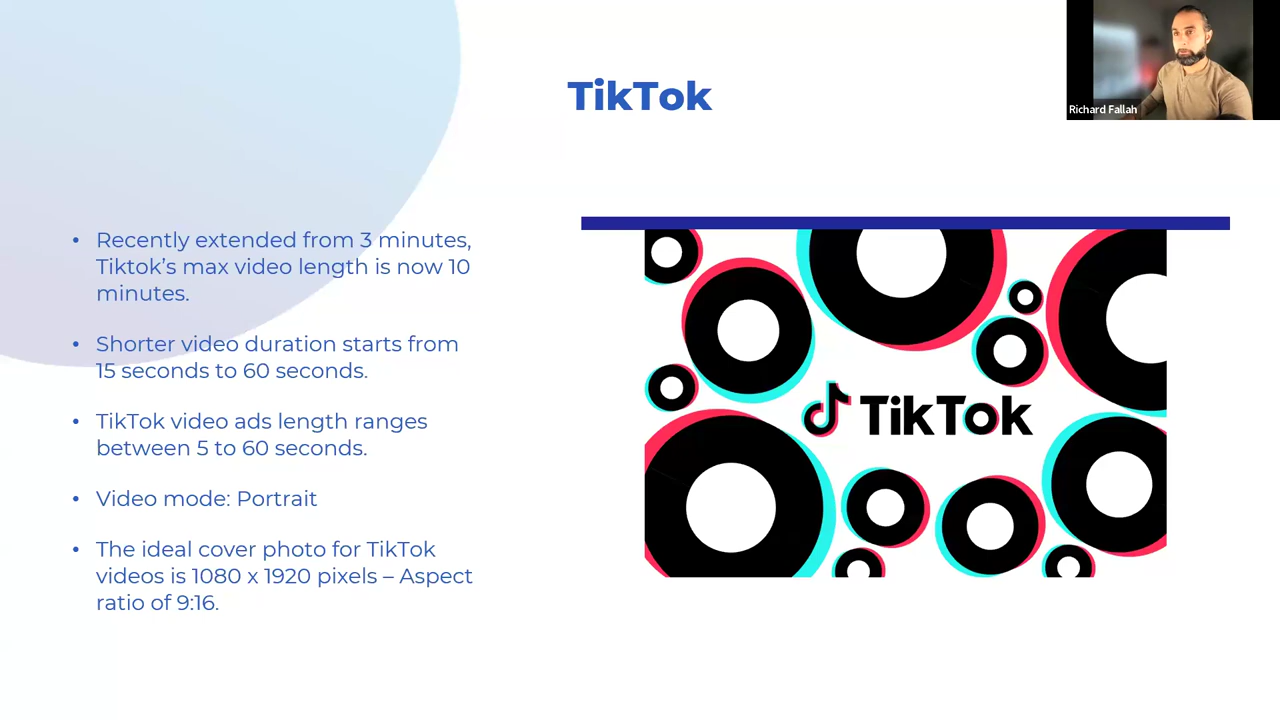 TikTok
Richard Fallah
• Recently extended from 3 minutes,
Tiktok’s max video length is now 10
minutes.
• Shorter video duration starts from
15 seconds to 60 seconds.
• TikTok video ads length ranges
between 5 to 60 seconds.
• Video mode: Portrait
• The ideal cover photo for TikTok
videos is 1080 x 1920 pixels – Aspect
ratio of 9:16.
TikTok